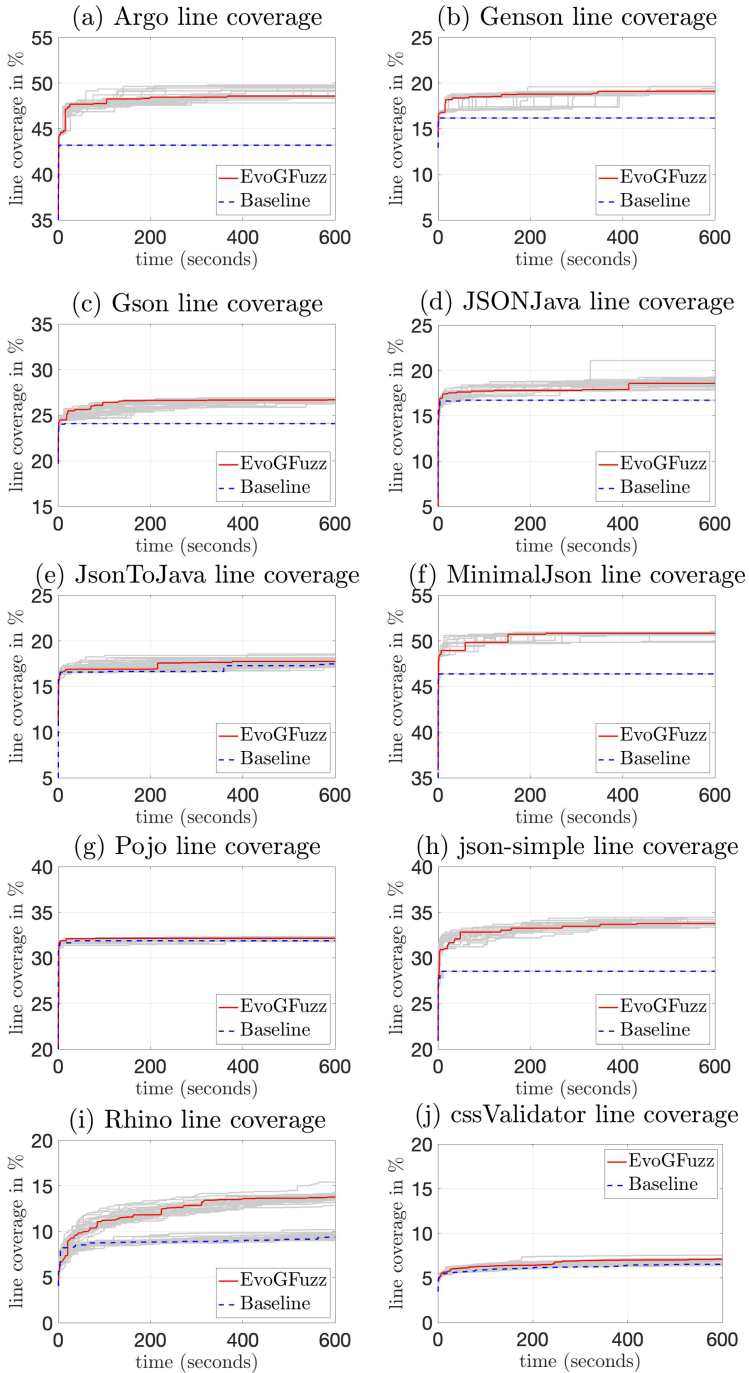 (a) Argo line coverage
line coverage in %
55
50
45
40
35
0
200
400
600
time (seconds)
EvoGFuzz
Baseline
(b) Genson line coverage
line coverage in %
25
20
15
10
5
0
200
400
600
time (seconds)
EvoGFuzz
Baseline
(c) Gson line coverage
line coverage in %
35
30
25
20
15
0
200
400
600
time (seconds)
EvoGFuzz
Baseline
(d) JSONJava line coverage
line coverage in %
25
20
15
10
5
0
200
400
600
time (seconds)
EvoGFuzz
Baseline
(e) JsonToJava line coverage
line coverage in %
25
20
15
10
5
0
200
400
600
time (seconds)
EvoGFuzz
Baseline
(f) MinimalJson line coverage
line coverage in %
55
50
45
40
35
0
200
400
600
time (seconds)
EvoGFuzz
Baseline
(g) Pojo line coverage
line coverage in %
40
35
30
25
20
0
200
400
600
time (seconds)
EvoGFuzz
Baseline
(h) json-simple line coverage
line coverage in %
40
35
30
25
20
0
200
400
600
time (seconds)
EvoGFuzz
Baseline
(i) Rhino line coverage
line coverage in %
20
15
10
5
0
0
200
400
600
time (seconds)
EvoGFuzz
Baseline
(j) cssValidator line coverage
line coverage in %
20
15
10
5
0
0
200
400
600
time (seconds)
EvoGFuzz
Baseline